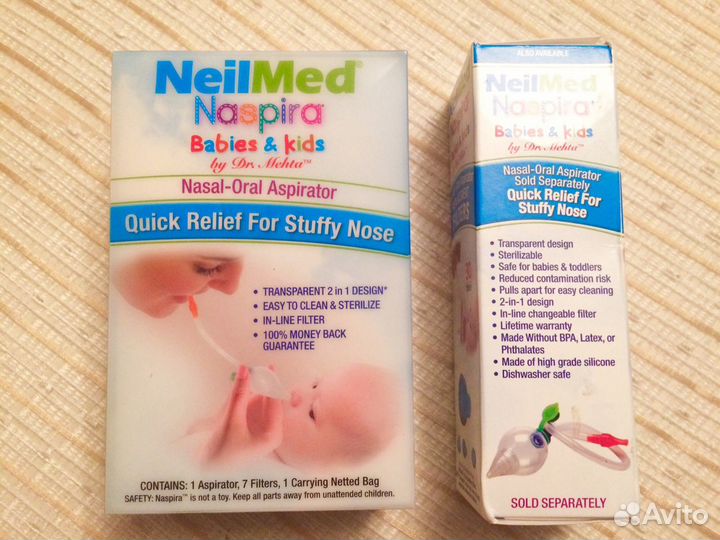 NeilMed®
Naspira
Babies & Kids
by Dr. Mehta™
Nasal-Oral Aspirator
Quick Relief For Stuffy Nose
• TRANSPARENT 2 in 1 DESIGN*
• EASY TO CLEAN & STERILIZE
• IN-LINE FILTER
• 100% MONEY BACK
GUARANTEE
CONTAINS: 1 Aspirator, 7 Filters, 1 Carrying Netted Bag
SAFETY: Naspira™ is not a toy. Keep all parts away from unattended children.
ALSO AVAILABLE
NeilMed®
Naspira
Babies & Kids
by Dr. Mehta™
Nasal-Oral Aspirator
Sold Separately
Quick Relief For
Stuffy Nose
• Transparent design
• Sterilizable
• Safe for babies & toddlers
• Reduced contamination risk
• Pulls apart for easy cleaning
• 2-in-1 design
• In-line changeable filter
• Lifetime warranty
• Made Without BPA, Latex, or
Phthalates
• Made of high grade silicone
• Dishwasher safe
SOLD SEPARATELY
Avito